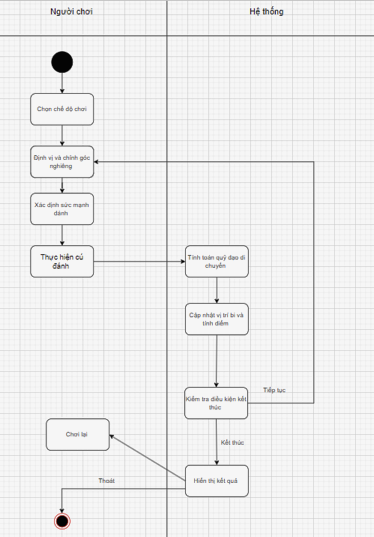 Người chơi
Hệ thống
Chọn chế độ chơi
Định vị và chỉnh góc
nghiêng
Xác định sức mạnh
đánh
Thực hiện cú
đánh
Tính toán quỹ đạo di
chuyển
Cập nhật vị trí bi và
tính điểm
Kiểm tra điều kiện kết
thúc
Tiếp tục
Kết thúc
Chơi lại
Hiển thị kết quả
Thoát